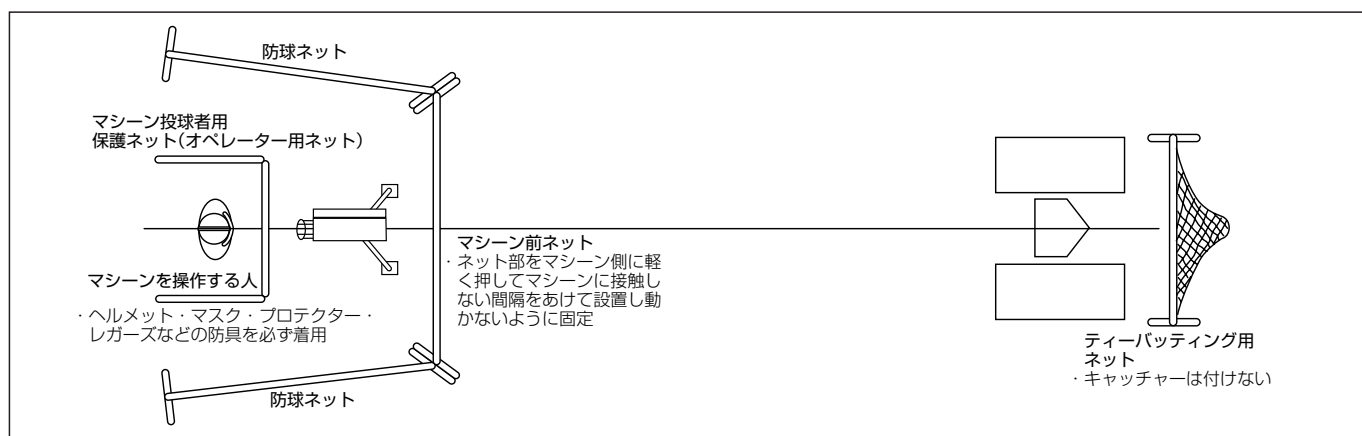 防球ネット
マシーン投球者用
保護ネット(オペレーター用ネット)
マシーンを操作する人
・ヘルメット・マスク・プロテクター・
レガーズなどの防具を必ず着用
防球ネット
マシーン前ネット
・ネット部をマシーン側に軽
く押してマシーンに接触し
ない間隔をあけて設置し動
かないように固定
ティーバッティング用
ネット
・キャッチャーは付けない